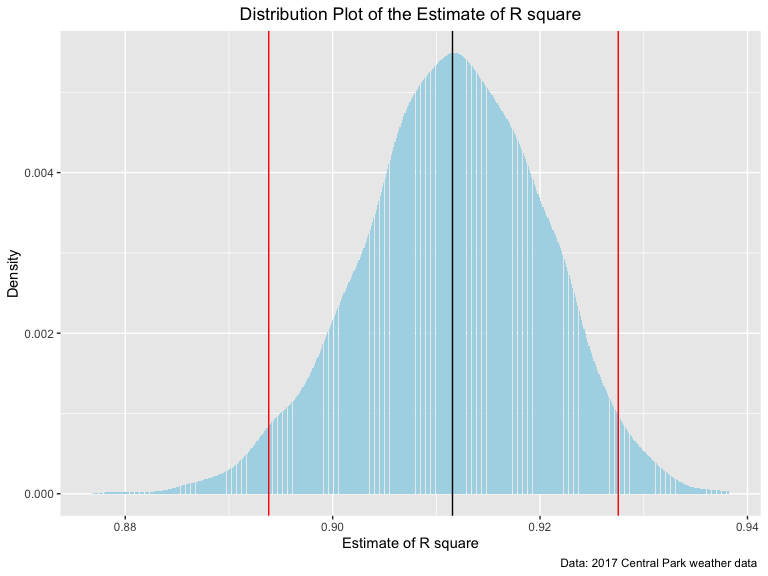 Distribution Plot of the Estimate of R square
Density
0.004
0.002
0.000
0.88
0.90
0.92
0.94
Estimate of R square
Data: 2017 Central Park weather data